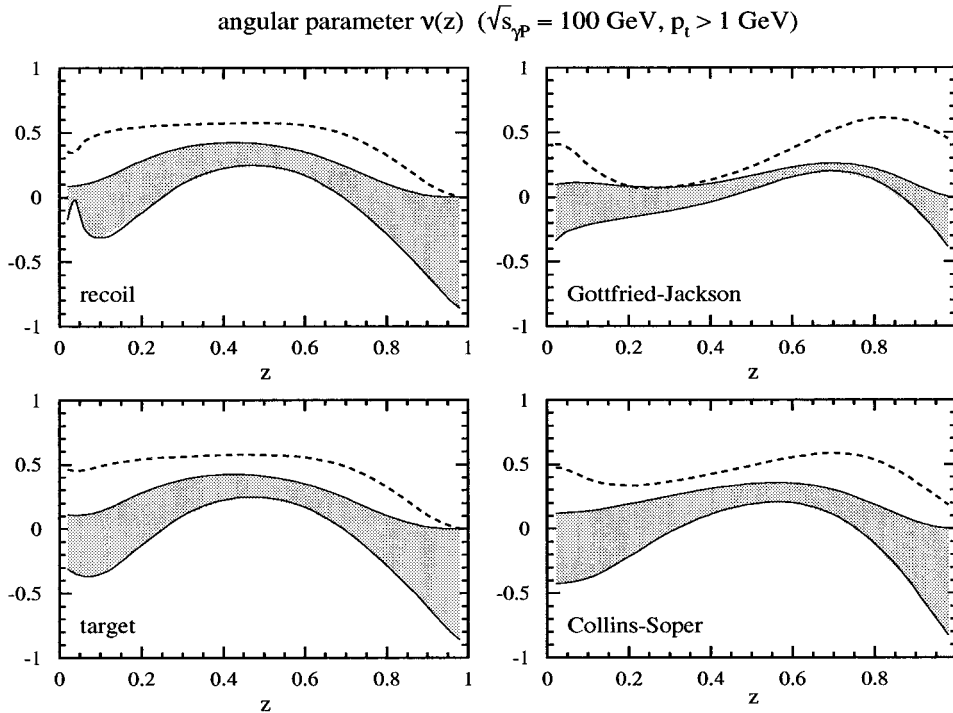 angular parameter ν(z) (√s_γP = 100 GeV, p_t > 1 GeV)
1
0.5
0
-0.5
-1
recoil
0 0.2 0.4 0.6 0.8 1
z
1
0.5
0
-0.5
-1
Gottfried-Jackson
0 0.2 0.4 0.6 0.8
z
1
0.5
0
-0.5
-1
target
0 0.2 0.4 0.6 0.8 1
z
1
0.5
0
-0.5
-1
Collins-Soper
0 0.2 0.4 0.6 0.8
z